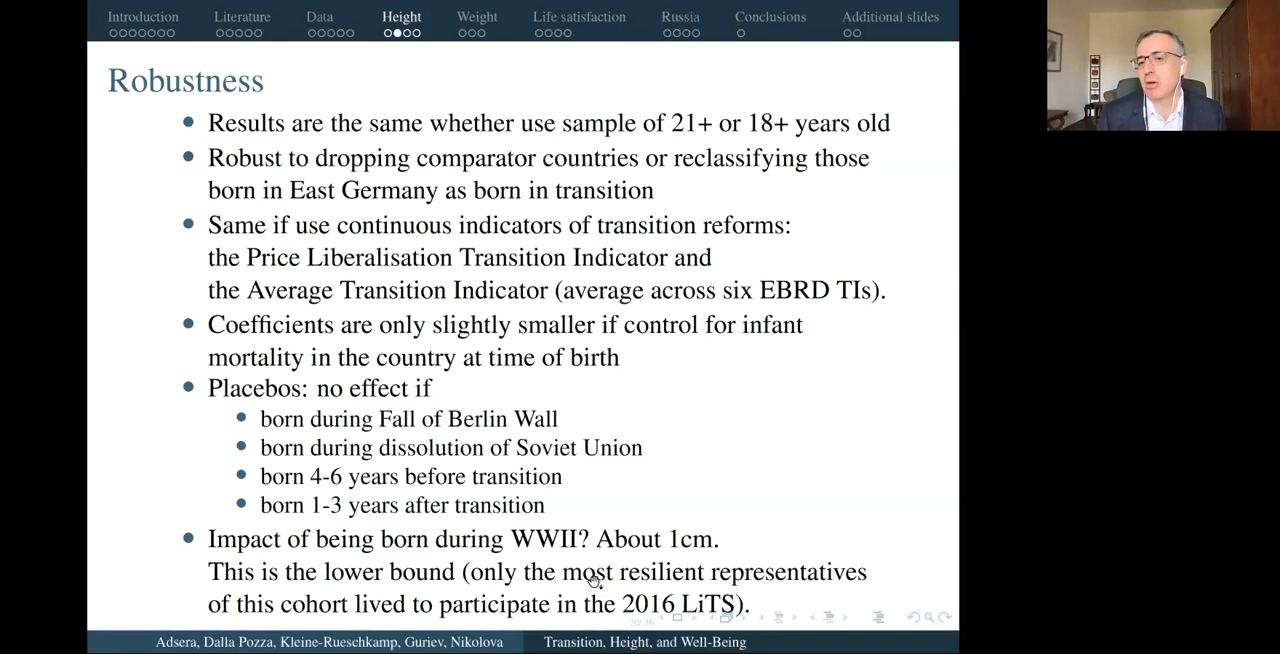 Introduction Literature Data Height Weight Life satisfaction Russia Conclusions Additional slides
Robustness
Results are the same whether use sample of 21+ or 18+ years old
Robust to dropping comparator countries or reclassifying those
born in East Germany as born in transition
Same if use continuous indicators of transition reforms:
the Price Liberalisation Transition Indicator and
the Average Transition Indicator (average across six EBRD TIs).
Coefficients are only slightly smaller if control for infant
mortality in the country at time of birth
Placebos: no effect if
born during Fall of Berlin Wall
born during dissolution of Soviet Union
born 4-6 years before transition
born 1-3 years after transition
Impact of being born during WWII? About 1cm.
This is the lower bound (only the most resilient representatives
of this cohort lived to participate in the 2016 LiTS).
20/36
Adsera, Dalla Pozza, Kleine-Rueschkamp, Guriev, Nikolova Transition, Height, and Well-Being